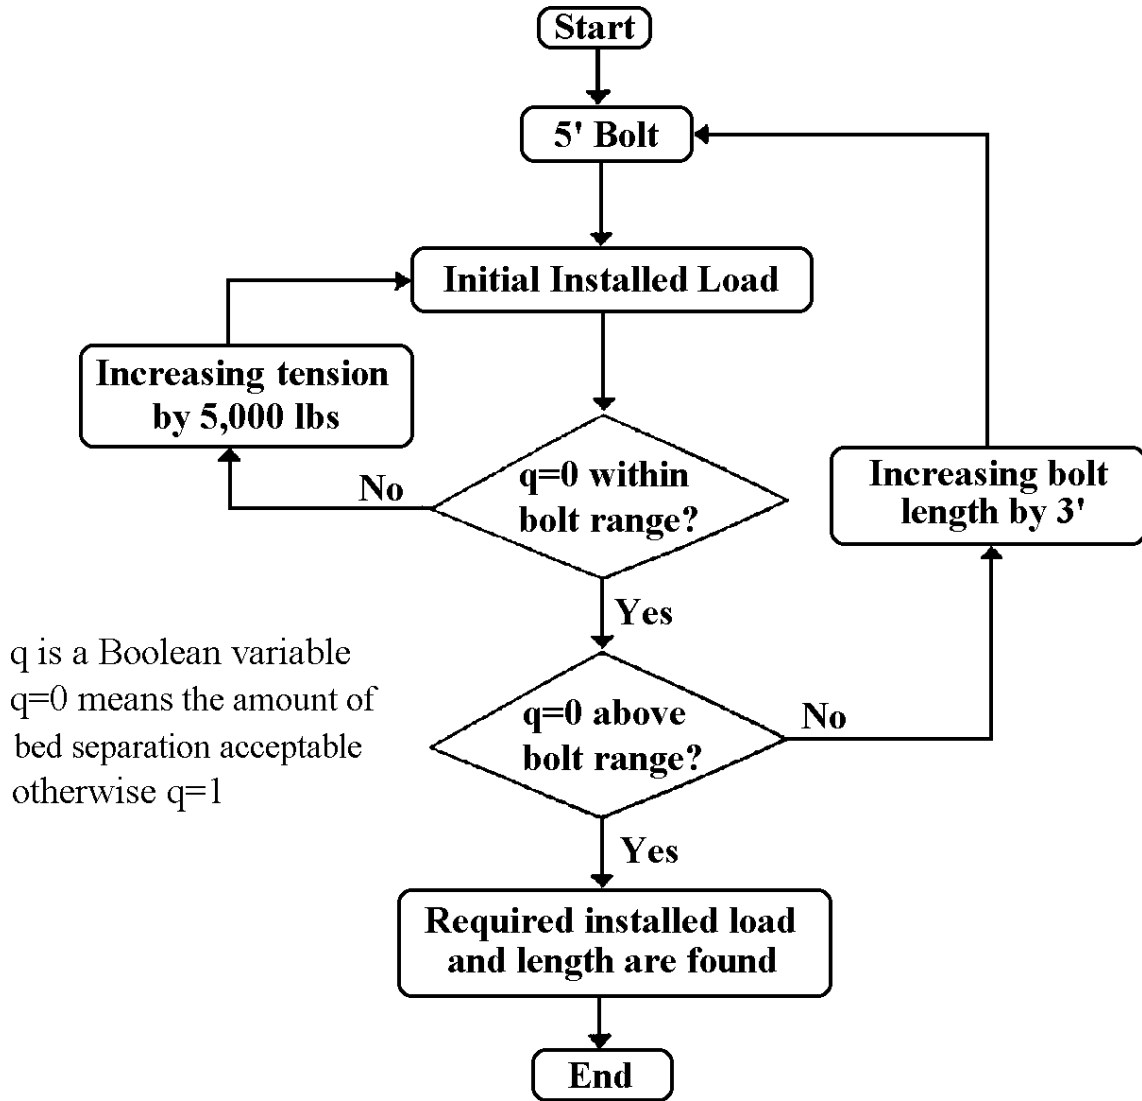 Start
5' Bolt
Initial Installed Load
Increasing tension
by 5,000 lbs
No
q=0 within
bolt range?
Increasing bolt
length by 3'
Yes
q is a Boolean variable
q=0 means the amount of
bed separation acceptable
otherwise q=1
q=0 above
bolt range?
No
Yes
Required installed load
and length are found
End